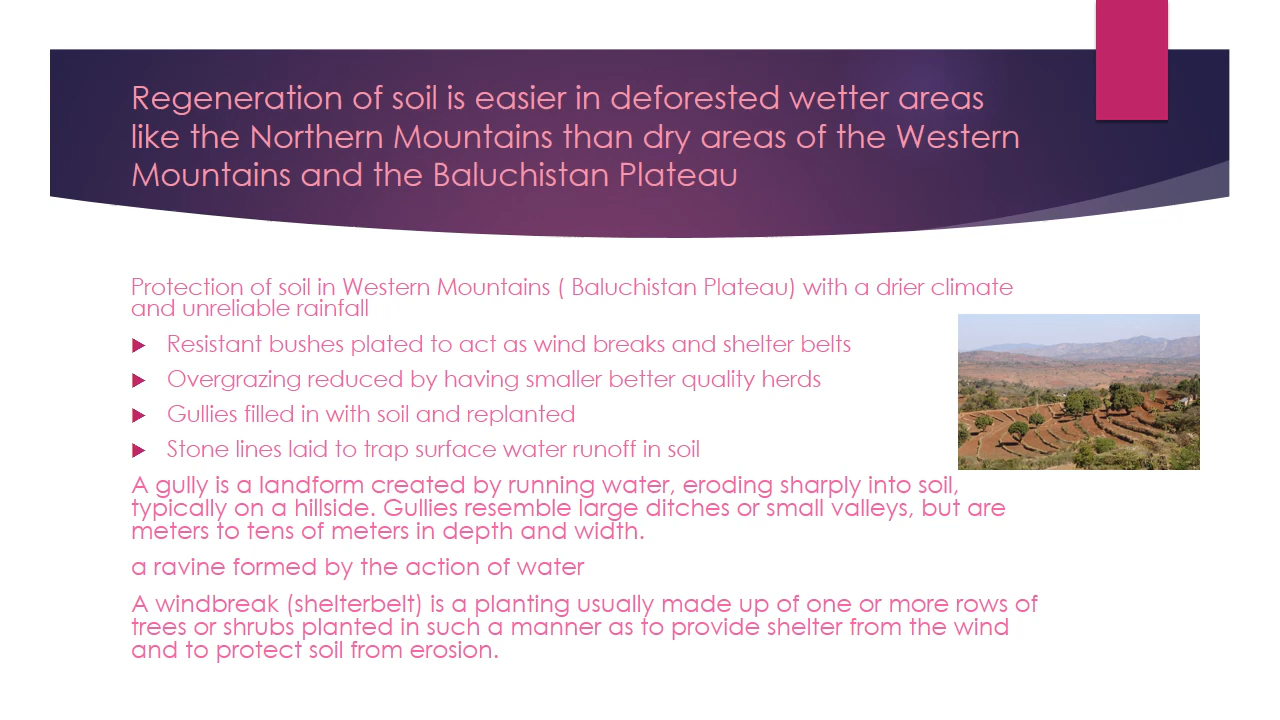 Regeneration of soil is easier in deforested wetter areas
like the Northern Mountains than dry areas of the Western
Mountains and the Baluchistan Plateau
Protection of soil in Western Mountains ( Baluchistan Plateau) with a drier climate
and unreliable rainfall
Resistant bushes plated to act as wind breaks and shelter belts
Overgrazing reduced by having smaller better quality herds
Gullies filled in with soil and replanted
Stone lines laid to trap surface water runoff in soil
A gully is a landform created by running water, eroding sharply into soil,
typically on a hillside. Gullies resemble large ditches or small valleys, but are
meters to tens of meters in depth and width.
a ravine formed by the action of water
A windbreak (shelterbelt) is a planting usually made up of one or more rows of
trees or shrubs planted in such a manner as to provide shelter from the wind
and to protect soil from erosion.